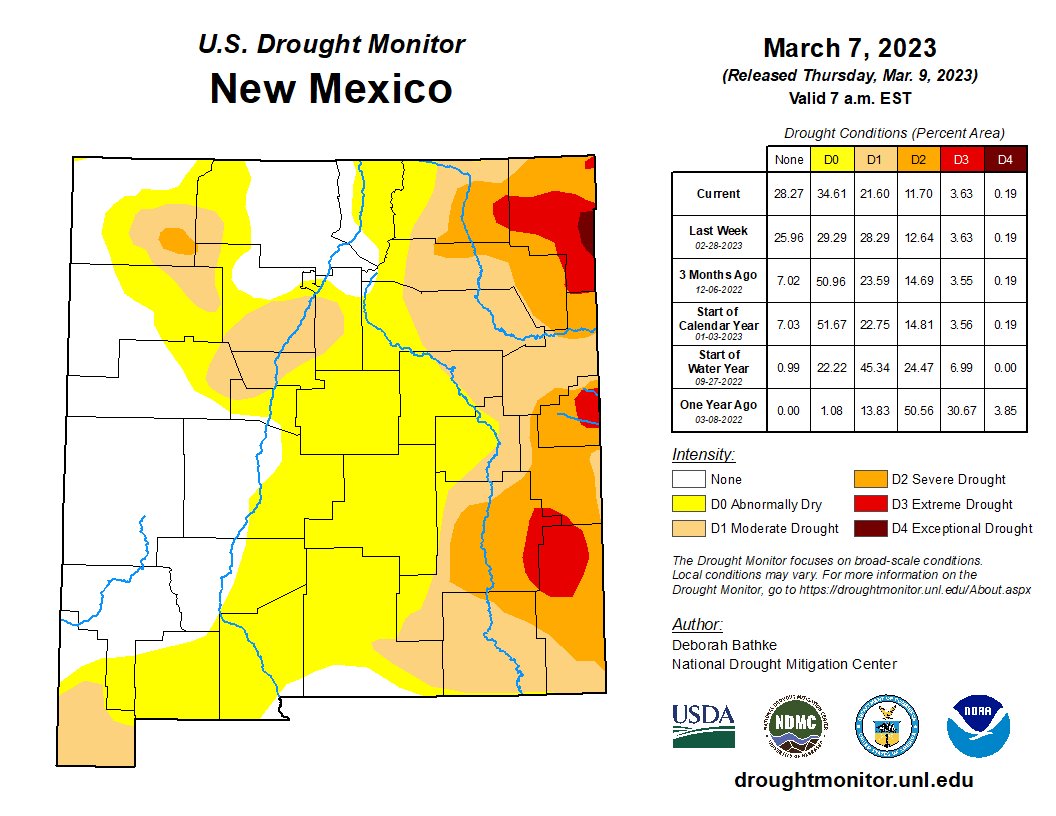 U.S. Drought Monitor
New Mexico
March 7, 2023
(Released Thursday, Mar. 9, 2023)
Valid 7 a.m. EST
Drought Conditions (Percent Area)
None D0 D1 D2 D3 D4
Current 28.27 34.61 21.60 11.70 3.63 0.19
Last Week
02-28-2023 25.96 29.29 28.29 12.64 3.63 0.19
3 Months Ago
12-06-2022 7.02 50.96 23.59 14.69 3.55 0.19
Start of
Calendar Year
01-03-2023 7.03 51.67 22.75 14.81 3.56 0.19
Start of
Water Year
09-27-2022 0.99 22.22 45.34 24.47 6.99 0.00
One Year Ago
03-08-2022 0.00 1.08 13.83 50.56 30.67 3.85
Intensity:
None
D0 Abnormally Dry
D1 Moderate Drought
D2 Severe Drought
D3 Extreme Drought
D4 Exceptional Drought
The Drought Monitor focuses on broad-scale conditions.
Local conditions may vary. For more information on the
Drought Monitor, go to https://droughtmonitor.unl.edu/About.aspx
Author:
Deborah Bathke
National Drought Mitigation Center
USDA
NDMC
NOAA
droughtmonitor.unl.edu